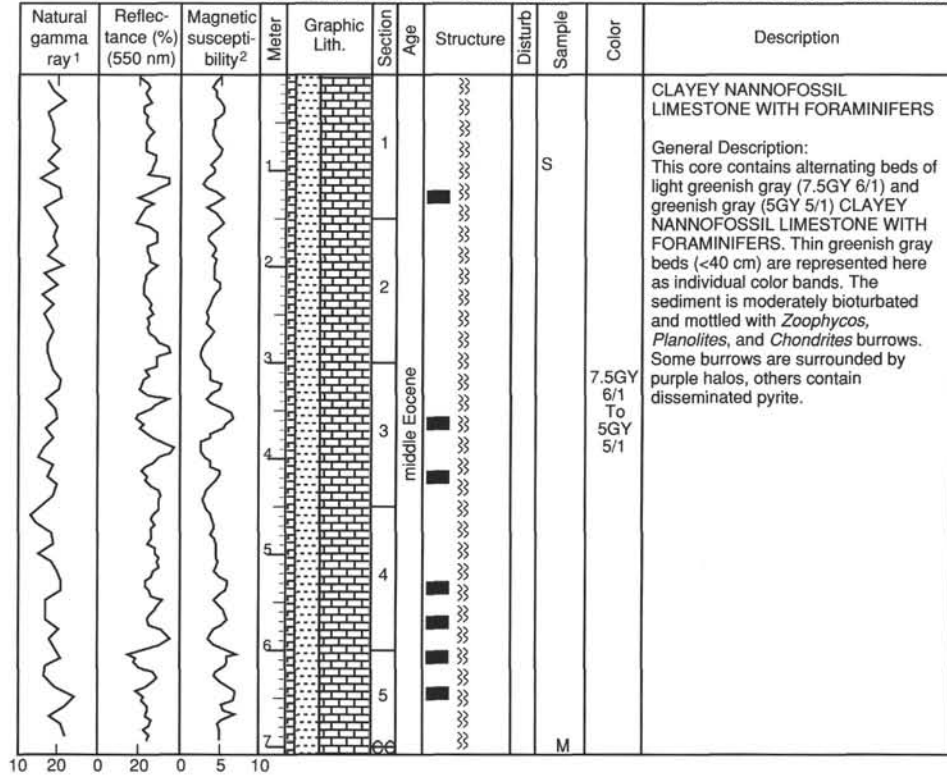 Natural
gamma
ray 1
Reflec-
tance (%)
(550 nm)
Magnetic
suscepti-
bility 2
Meter
Graphic
Lith.
Section
Age
Structure
Disturb
Sample
Color
Description
1
2
3
4
5
6
7
1
2
3
4
5
CC
middle Eocene
S
M
7.5GY
6/1
To
5GY
5/1
CLAYEY NANNOFOSSIL
LIMESTONE WITH FORAMINIFERS
General Description:
This core contains alternating beds of
light greenish gray (7.5GY 6/1) and
greenish gray (5GY 5/1) CLAYEY
NANNOFOSSIL LIMESTONE WITH
FORAMINIFERS. Thin greenish gray
beds (<40 cm) are represented here
as individual color bands. The
sediment is moderately bioturbated
and mottled with Zoophycos,
Planolites, and Chondrites burrows.
Some burrows are surrounded by
purple halos, others contain
disseminated pyrite.
10 20 0 20 0 5 10